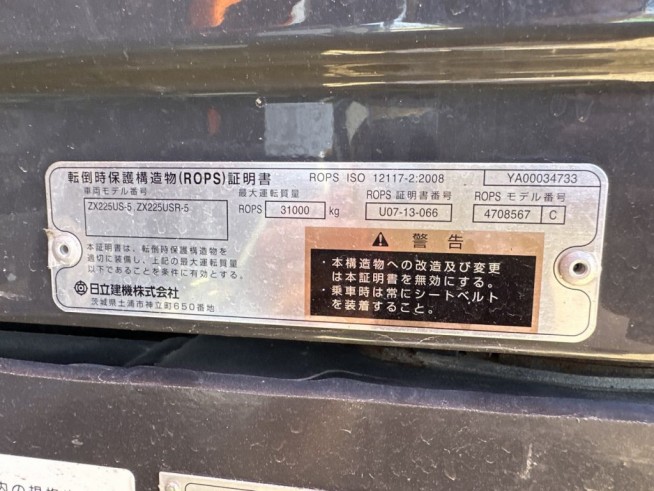 転倒時保護構造物(ROPS)証明書 ROPS ISO 12117-2:2008 YA00034733
車両モデル番号 最大運転質量 ROPS 証明書番号 ROPS モデル番号
ZX225US-5, ZX225USR-5 ROPS 31000 kg U07-13-066 4708567 C
本証明書は、転倒時保護構造物を
適切に装備し、上記の最大運転質量
以下であることを条件に有効とする。
日立建機株式会社
茨城県土浦市神立町650番地
警告
・本構造物への改造及び変更
は本証明書を無効にする。
・乗車時は常にシートベルト
を装着すること。